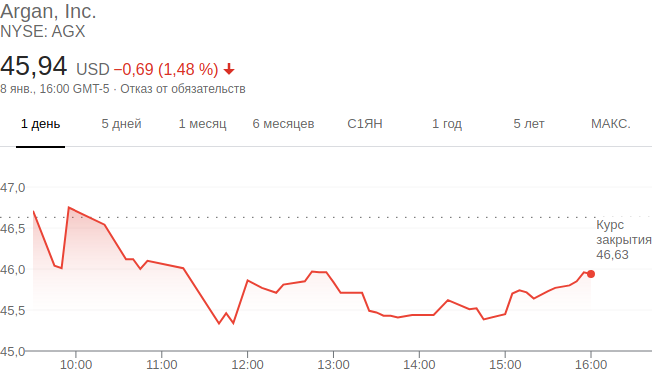 Argan, Inc.
NYSE: AGX
45,94 USD −0,69 (1,48 %)
8 янв., 16:00 GMT-5 · Отказ от обязательств
1 день 5 дней 1 месяц 6 месяцев С1ЯН 1 год 5 лет МАКС.
47,0
46,5
46,0
45,5
45,0
Курс
закрытия
46,63
10:00 11:00 12:00 13:00 14:00 15:00 16:00